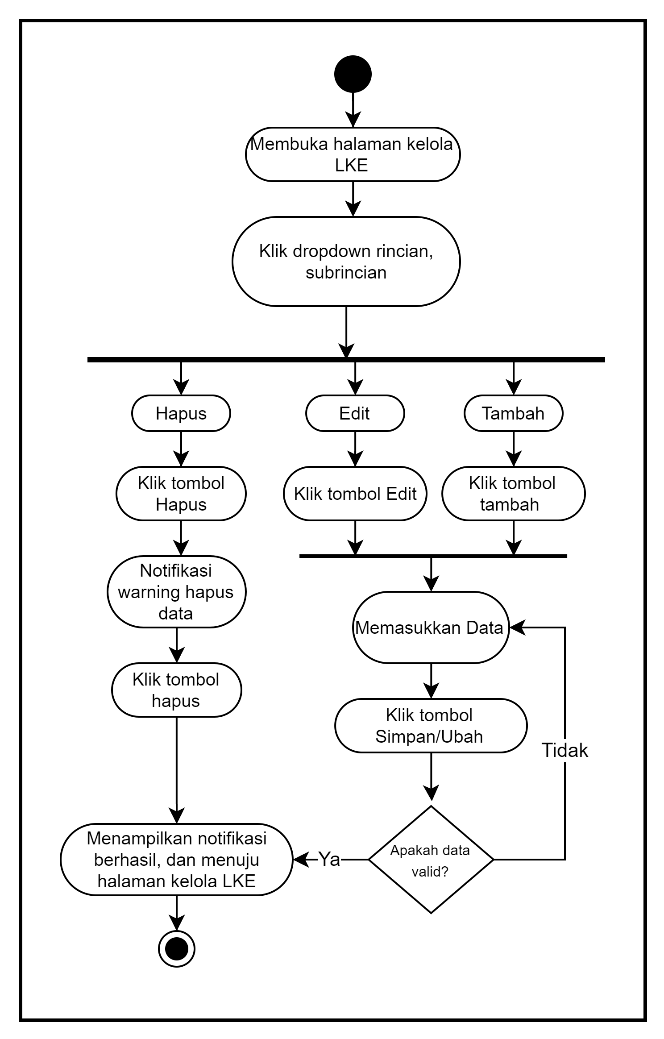 Membuka halaman kelola
LKE
Klik dropdown rincian,
subrincian
Hapus
Edit
Tambah
Klik tombol
Hapus
Klik tombol Edit
Klik tombol
tambah
Notifikasi
warning hapus
data
Memasukkan Data
Klik tombol
hapus
Klik tombol
Simpan/Ubah
Tidak
Menampilkan notifikasi
berhasil, dan menuju
halaman kelola LKE
Ya
Apakah data
valid?